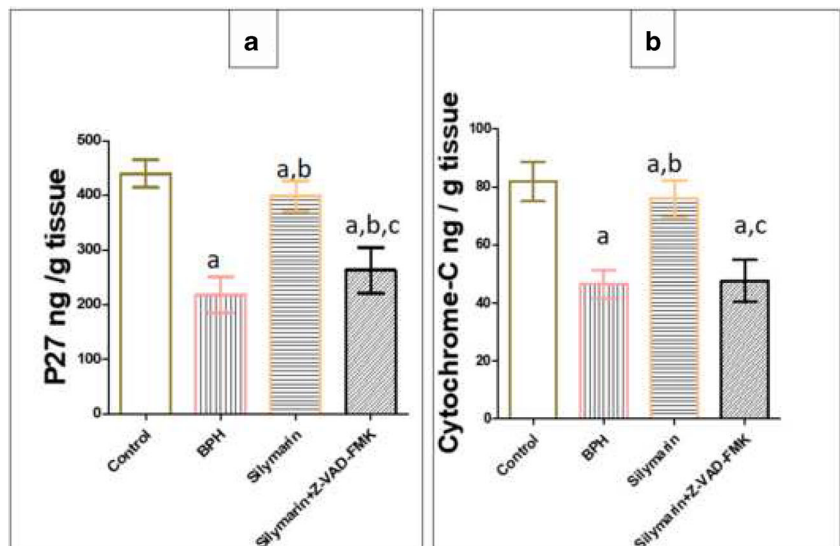 a
P27 ng /g tissue
500
400
300
200
100
0
a
a,b
a,b,c
Control
BPH
Silymarin
Silymarin+Z-VAD-FMK
b
Cytochrome-C ng / g tissue
100
80
60
40
20
0
a
a,b
a,c
Control
BPH
Silymarin
Silymarin+Z-VAD-FMK